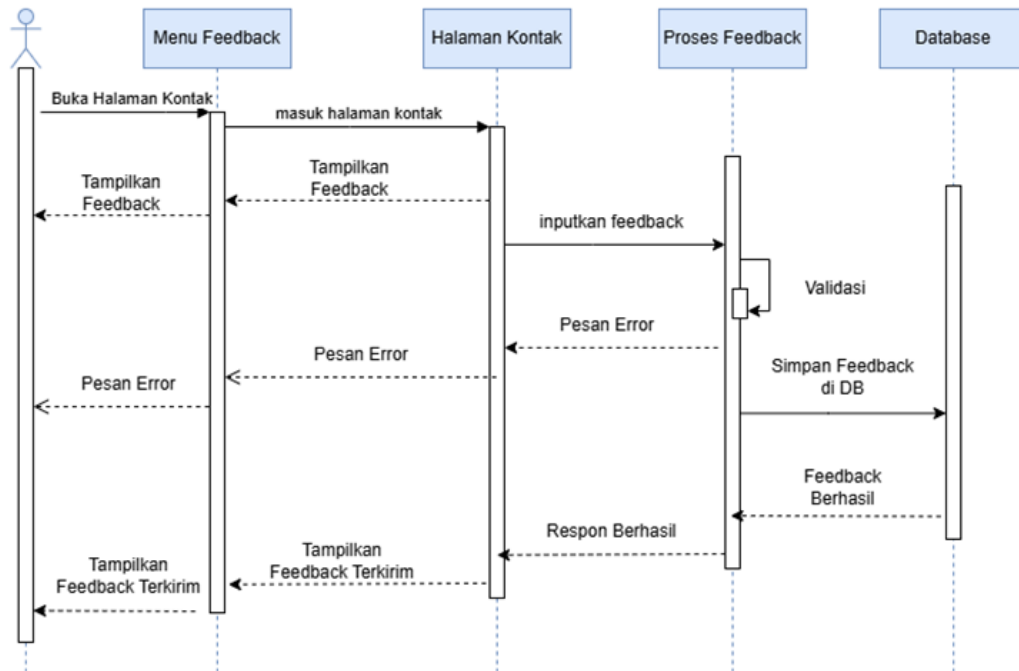 Menu Feedback
Halaman Kontak
Proses Feedback
Database
Buka Halaman Kontak
masuk halaman kontak
Tampilkan
Feedback
Tampilkan
Feedback
inputkan feedback
Validasi
Pesan Error
Pesan Error
Pesan Error
Simpan Feedback
di DB
Feedback
Berhasil
Respon Berhasil
Tampilkan
Feedback Terkirim
Tampilkan
Feedback Terkirim